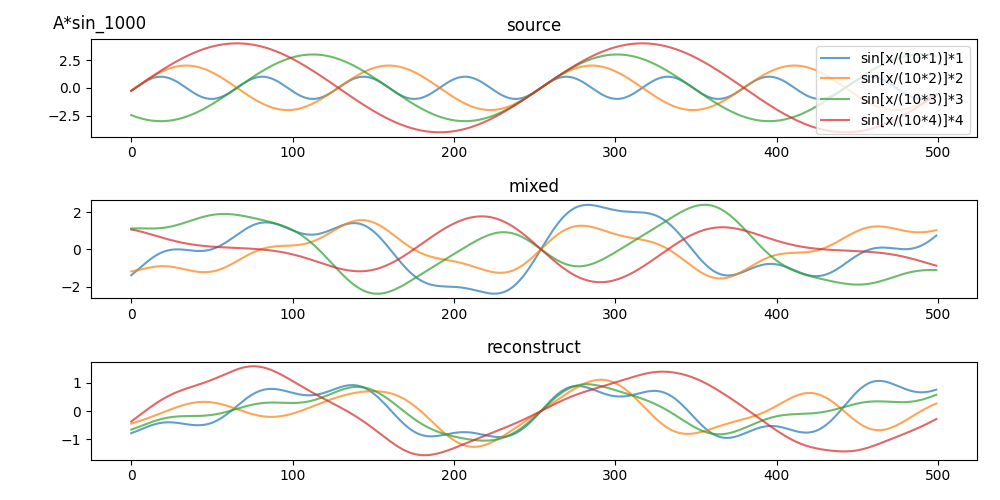 A*sin_1000
source
2.5
0.0
−2.5
sin[x/(10*1)]*1
sin[x/(10*2)]*2
sin[x/(10*3)]*3
sin[x/(10*4)]*4
0 100 200 300 400 500
mixed
2
0
−2
0 100 200 300 400 500
reconstruct
1
0
−1
0 100 200 300 400 500